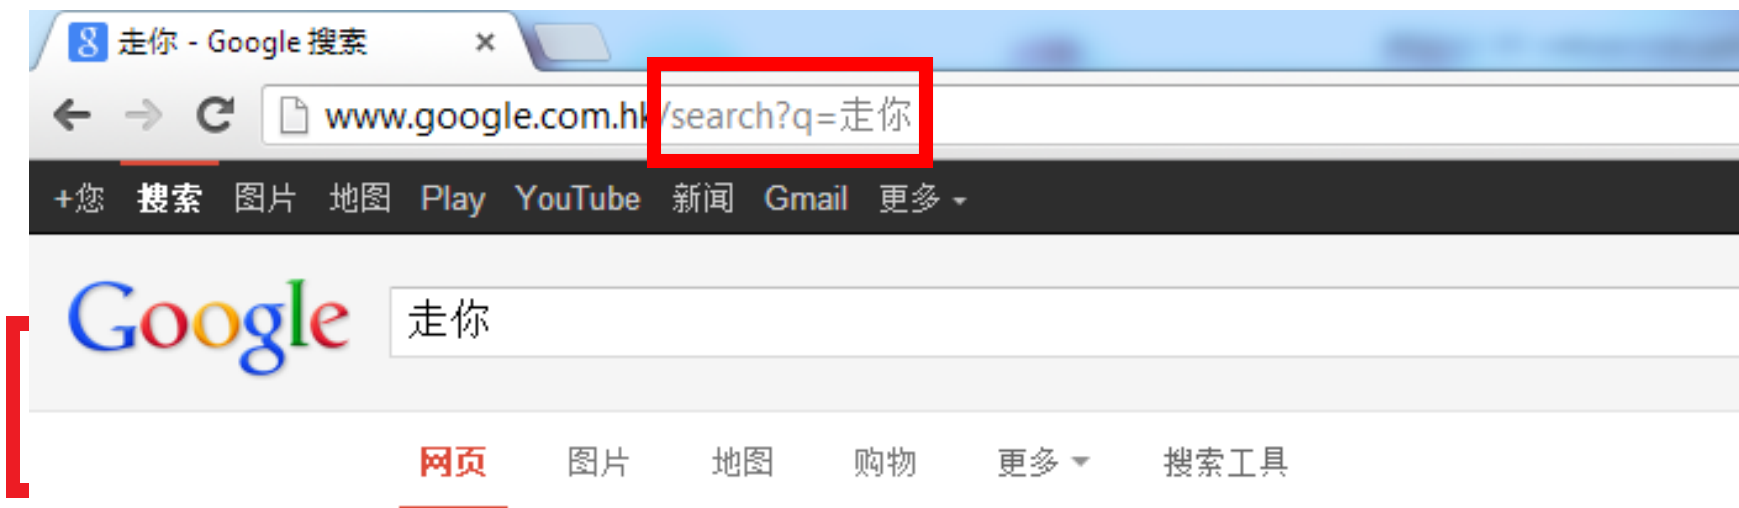 走你 - Google 搜索
www.google.com.hk/search?q=走你
+您 搜索 图片 地图 Play YouTube 新闻 Gmail 更多
Google 走你
网页 图片 地图 购物 更多 搜索工具